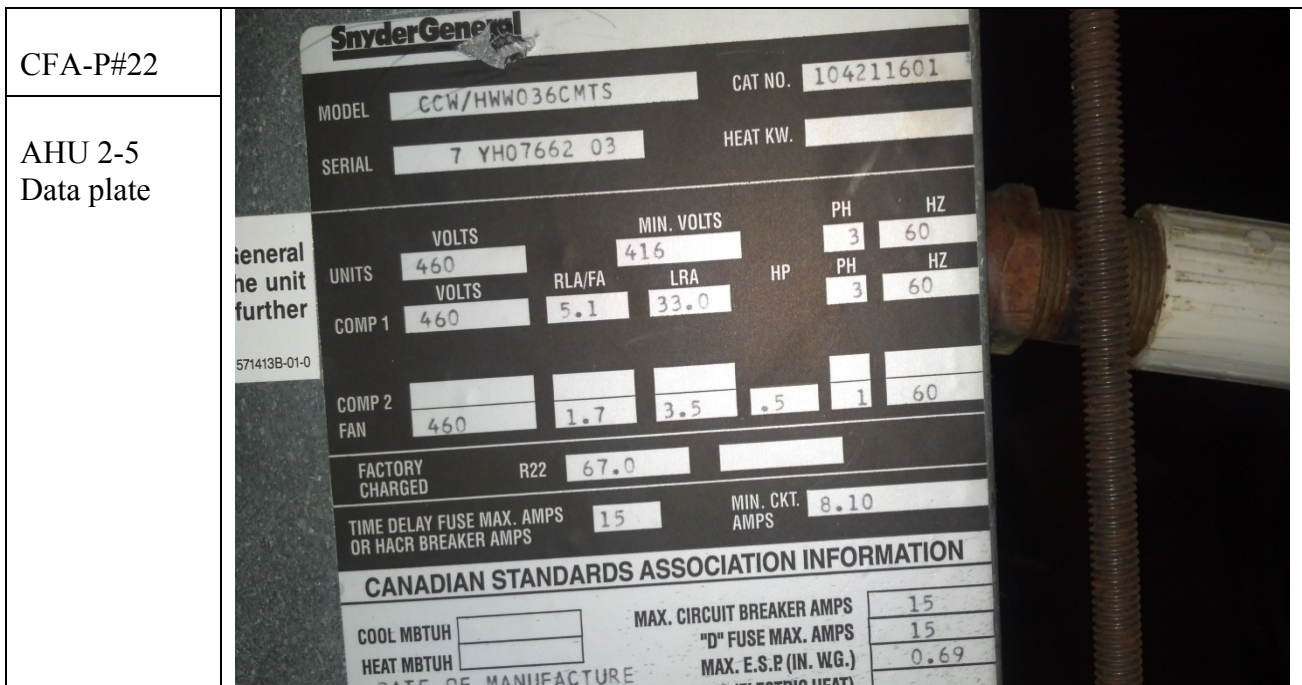 CFA-P#22
AHU 2-5
Data plate
SnyderGeneral
MODEL CCW/HWW036CMTS CAT NO. 104211601
SERIAL 7 YH07662 03 HEAT KW.
VOLTS MIN. VOLTS PH HZ
UNITS 460 416 3 60
VOLTS RLA/FA LRA HP PH HZ
COMP 1 460 5.1 33.0 3 60
COMP 2
FAN 460 1.7 3.5 .5 1 60
FACTORY CHARGED R22 67.0
TIME DELAY FUSE MAX. AMPS 15 MIN. CKT. 8.10
OR HACR BREAKER AMPS AMPS
CANADIAN STANDARDS ASSOCIATION INFORMATION
COOL MBTUH
HEAT MBTUH
MAX. CIRCUIT BREAKER AMPS 15
"D" FUSE MAX. AMPS 15
MAX. E.S.P. (IN. W.G.) 0.69
DATE OF MANUFACTURE
(ELECTRIC HEAT)
unit
further
571413B-01-0